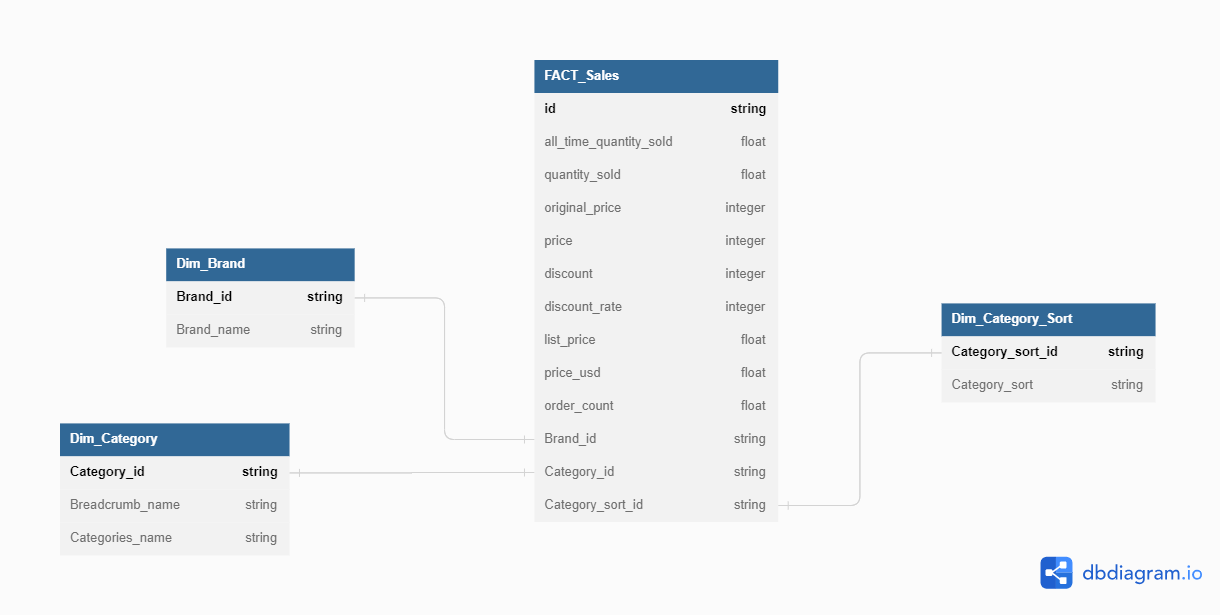 FACT_Sales
id string
all_time_quantity_sold float
quantity_sold float
original_price integer
price integer
discount integer
discount_rate integer
list_price float
price_usd float
order_count float
Brand_id string
Category_id string
Category_sort_id string
Dim_Brand
Brand_id string
Brand_name string
Dim_Category
Category_id string
Breadcrumb_name string
Categories_name string
Dim_Category_Sort
Category_sort_id string
Category_sort string
dbdiagram.io